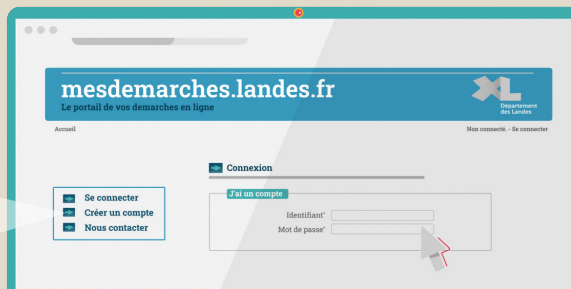 mesdemarches.landes.fr
Le portail de vos demarches en ligne
XL
Département
des Landes
Accueil
Non connecté. - Se connecter
Connexion
Se connecter
Créer un compte
Nous contacter
J'ai un compte
Identifiant*
Mot de passe*